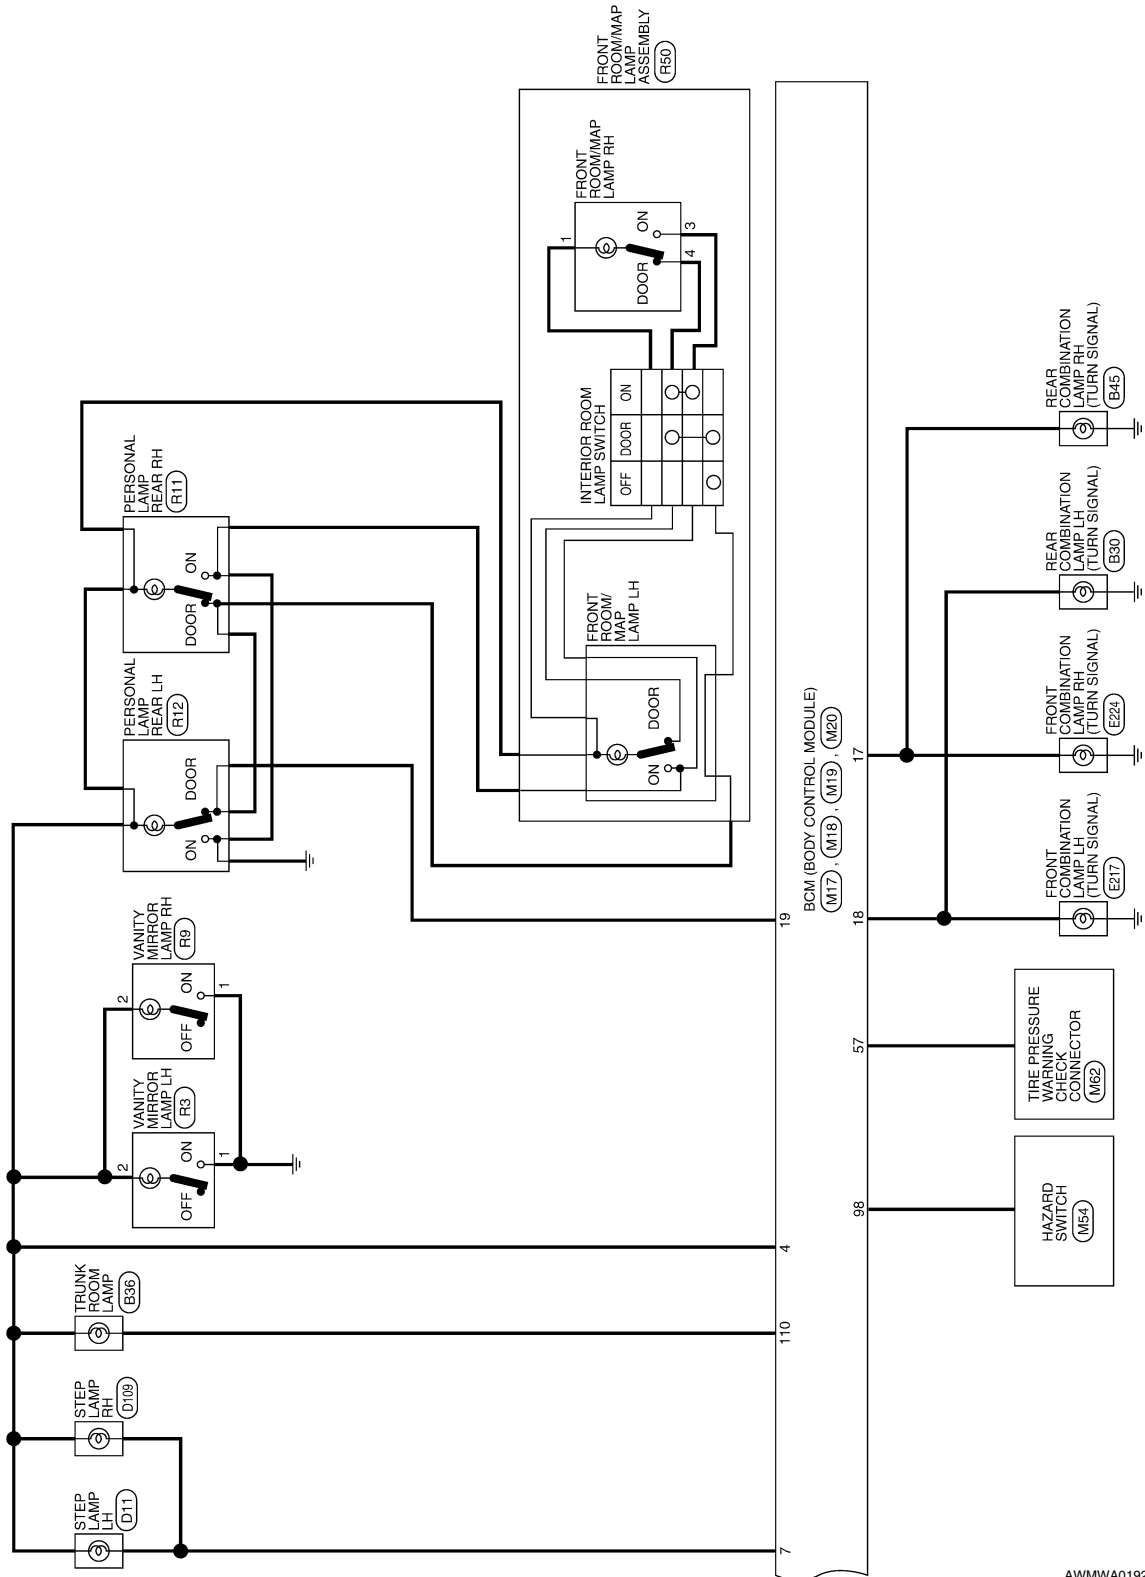 STEP
LAMP
LH
D11
STEP
LAMP
RH
D109
TRUNK
ROOM
LAMP
B36
VANITY
MIRROR
LAMP LH
R3
2
OFF
ON
1
VANITY
MIRROR
LAMP RH
R9
2
OFF
ON
1
PERSONAL
LAMP
REAR LH
R12
ON
DOOR
PERSONAL
LAMP
REAR RH
R11
DOOR
ON
FRONT
ROOM/MAP
LAMP
ASSEMBLY
R50
FRONT
ROOM/
MAP
LAMP LH
ON
DOOR
INTERIOR ROOM
LAMP SWITCH
OFF
DOOR
ON
FRONT
ROOM/MAP
LAMP RH
1
DOOR
ON
4
3
7
110
4
19
BCM (BODY CONTROL MODULE)
M17 , M18 , M19 , M20
98
57
18
17
HAZARD
SWITCH
M54
TIRE PRESSURE
WARNING
CHECK
CONNECTOR
M62
FRONT
COMBINATION
LAMP LH
(TURN SIGNAL)
E217
FRONT
COMBINATION
LAMP RH
(TURN SIGNAL)
E224
REAR
COMBINATION
LAMP LH
(TURN SIGNAL)
B30
REAR
COMBINATION
LAMP RH
(TURN SIGNAL)
B45